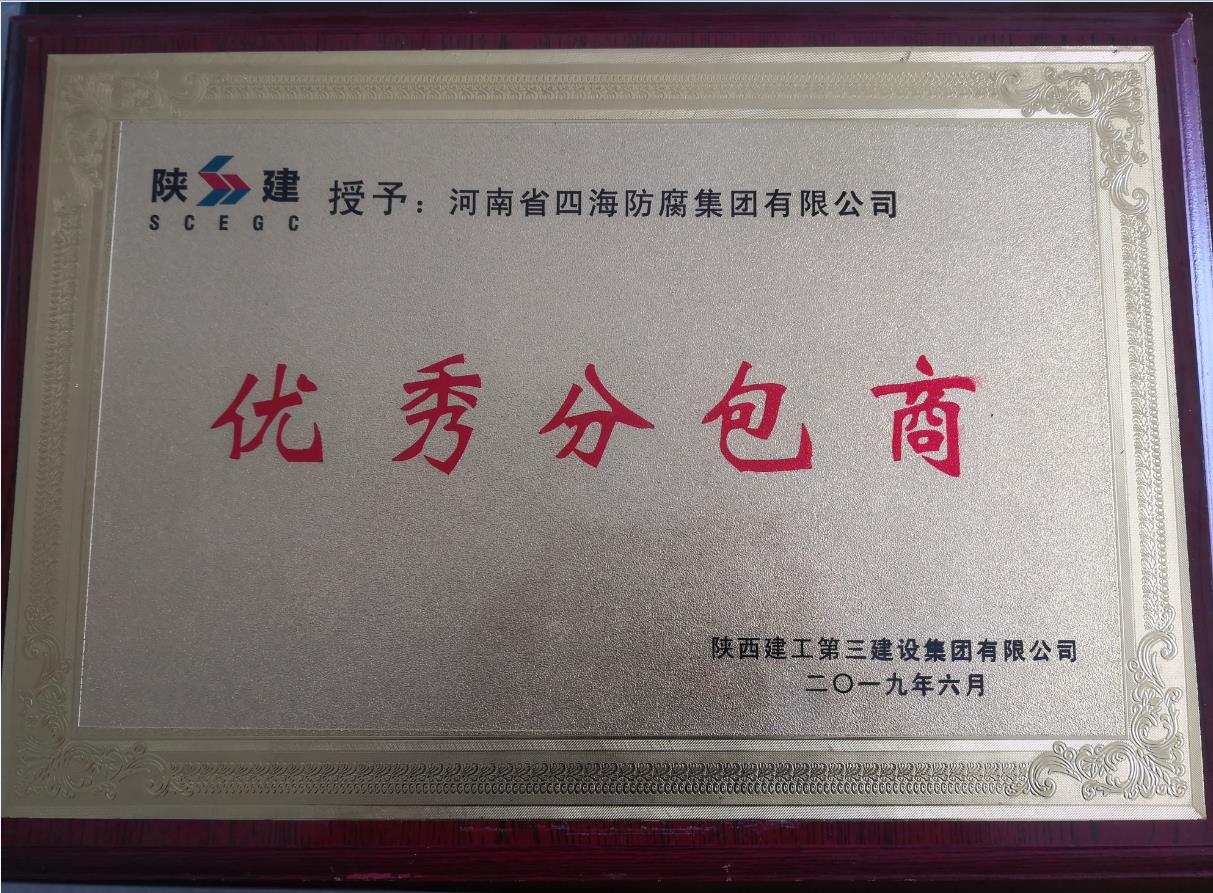 陕建 授予：河南省四海防腐集团有限公司
SCEGC
优秀分包商
陕西建工第三建设集团有限公司
二〇一九年六月